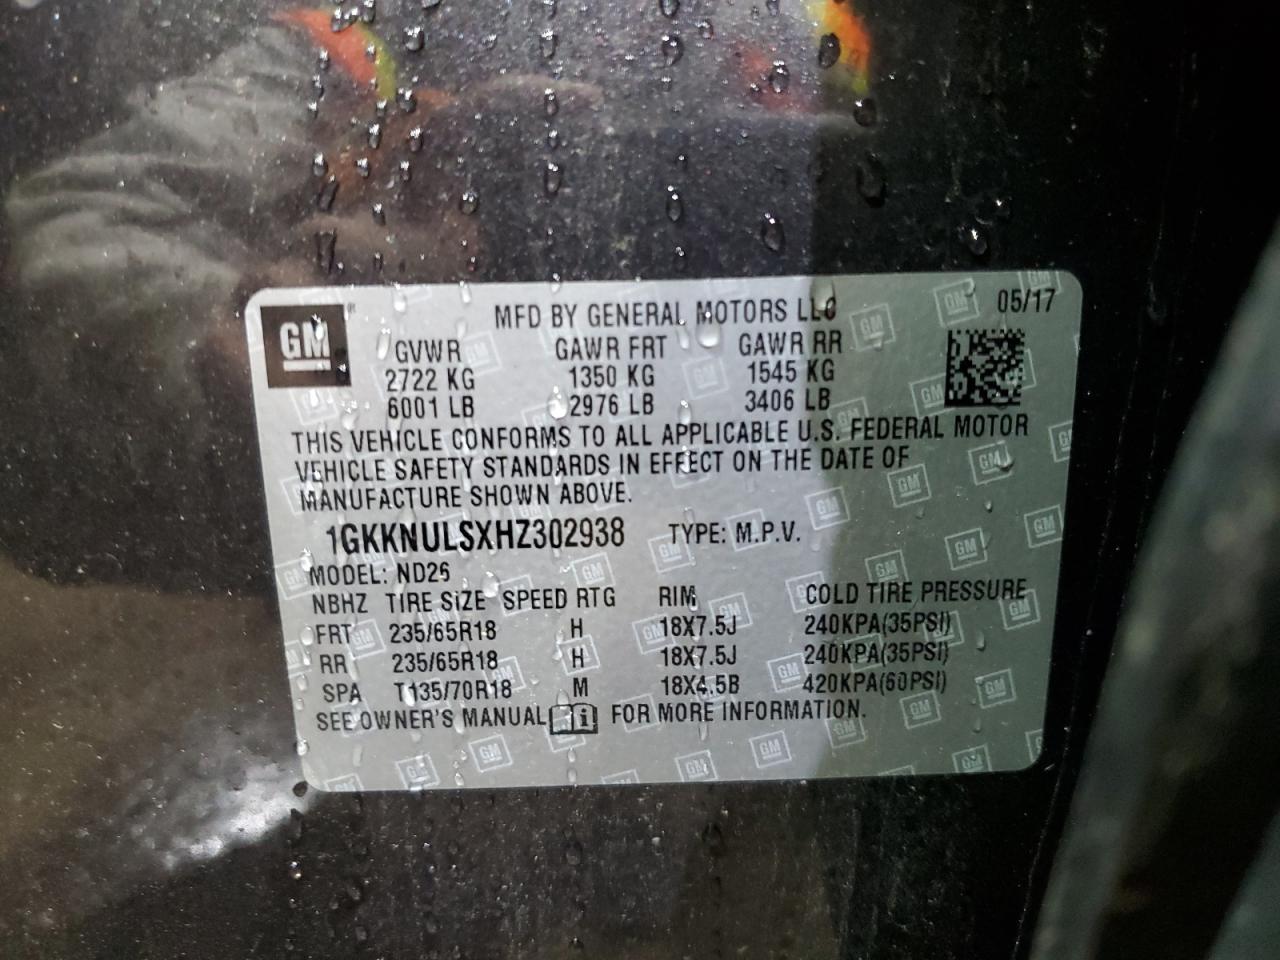 MFD BY GENERAL MOTORS LLC 05/17
GM
GVWR GAWR FRT GAWR RR
2722 KG 1350 KG 1545 KG
6001 LB 2976 LB 3406 LB
THIS VEHICLE CONFORMS TO ALL APPLICABLE U.S. FEDERAL MOTOR
VEHICLE SAFETY STANDARDS IN EFFECT ON THE DATE OF
MANUFACTURE SHOWN ABOVE.
1GKKNULSXHZ302938 TYPE: M.P.V.
MODEL: ND26
NBHZ TIRE SIZE SPEED RTG RIM COLD TIRE PRESSURE
FRT 235/65R18 H 18X7.5J 240KPA(35PSI)
RR 235/65R18 H 18X7.5J 240KPA(35PSI)
SPA T135/70R18 M 18X4.5B 420KPA(60PSI)
SEE OWNER'S MANUAL i FOR MORE INFORMATION.